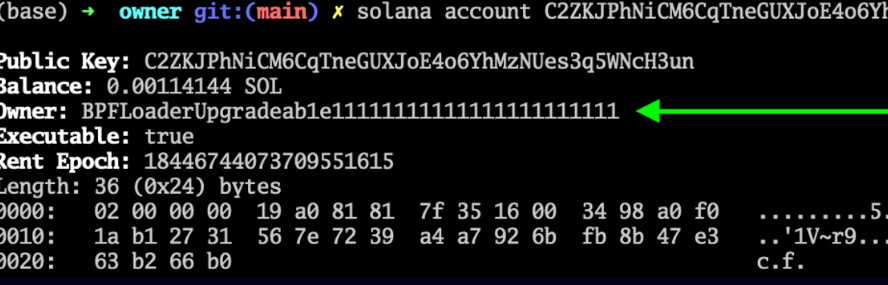 (base) ➜ owner git:(main) ✗ solana account C2ZKJPhNiCM6CqTneGUXJoE4o6Yh
Public Key: C2ZKJPhNiCM6CqTneGUXJoE4o6YhMzNUes3q5WNcH3un
Balance: 0.00114144 SOL
Owner: BPFLoaderUpgradeab1e11111111111111111111111
Executable: true
Rent Epoch: 18446744073709551615
Length: 36 (0x24) bytes
0000: 02 00 00 00 19 a0 81 81 7f 35 16 00 34 98 a0 f0 .........5.
0010: 1a b1 27 31 56 7e 72 39 a4 a7 92 6b fb 8b 47 e3 ..'1V~r9...
0020: 63 b2 66 b0 c.f.